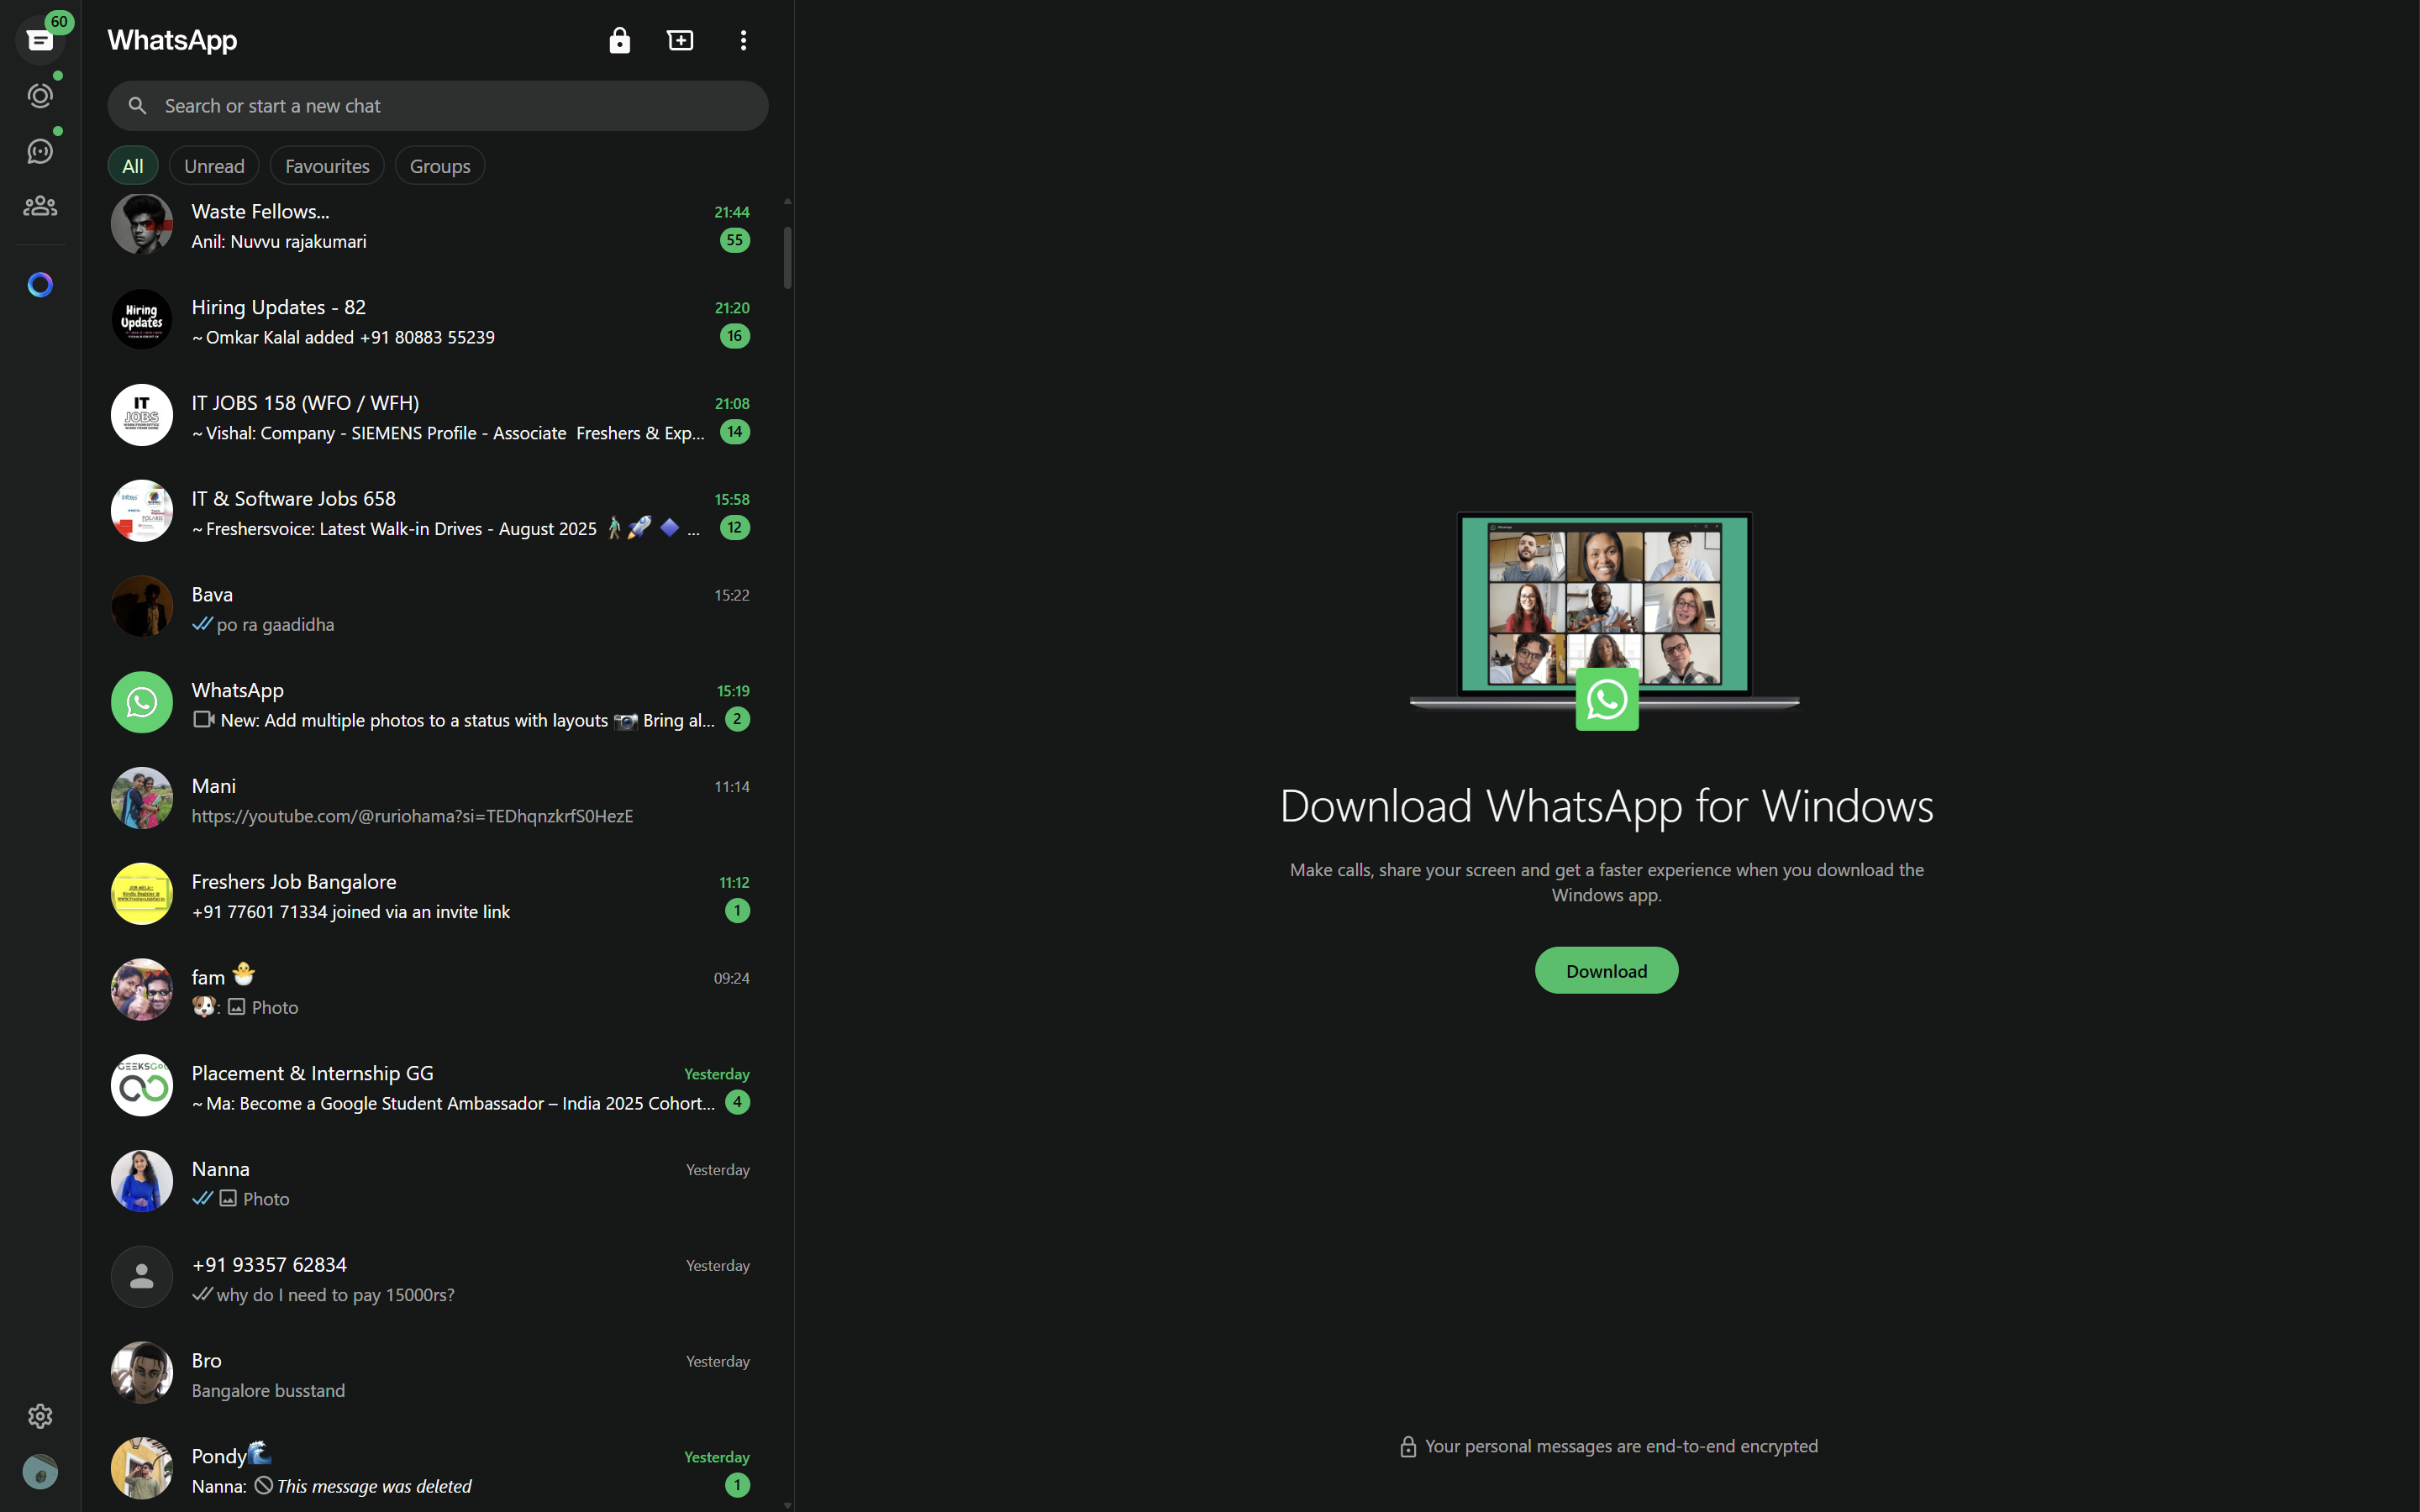 60
WhatsApp
Search or start a new chat
All Unread Favourites Groups
Waste Fellows... 21:44
Anil: Nuvvu rajakumari 55
Hiring Updates
Hiring Updates - 82 21:20
~ Omkar Kalal added +91 80883 55239 16
IT JOBS
IT JOBS 158 (WFO / WFH) 21:08
~ Vishal: Company - SIEMENS Profile - Associate Freshers & Exp... 14
IT & Software Jobs 658 15:58
~ Freshersvoice: Latest Walk-in Drives - August 2025 🚶🏻‍♂️🚀 🔷 ... 12
Bava 15:22
po ra gaadidha
WhatsApp 15:19
New: Add multiple photos to a status with layouts 📷 Bring al... 2
Mani 11:14
https://youtube.com/@ruriohama?si=TEDhqnzkrfS0HezE
Freshers Job Bangalore 11:12
+91 77601 71334 joined via an invite link 1
fam 🐣 09:24
🐶: Photo
Placement & Internship GG Yesterday
~ Ma: Become a Google Student Ambassador – India 2025 Cohort... 4
Nanna Yesterday
Photo
+91 93357 62834 Yesterday
why do I need to pay 15000rs?
Bro Yesterday
Bangalore busstand
Pondy🌊 Yesterday
Nanna: This message was deleted 1
Download WhatsApp for Windows
Make calls, share your screen and get a faster experience when you download the
Windows app.
Download
Your personal messages are end-to-end encrypted